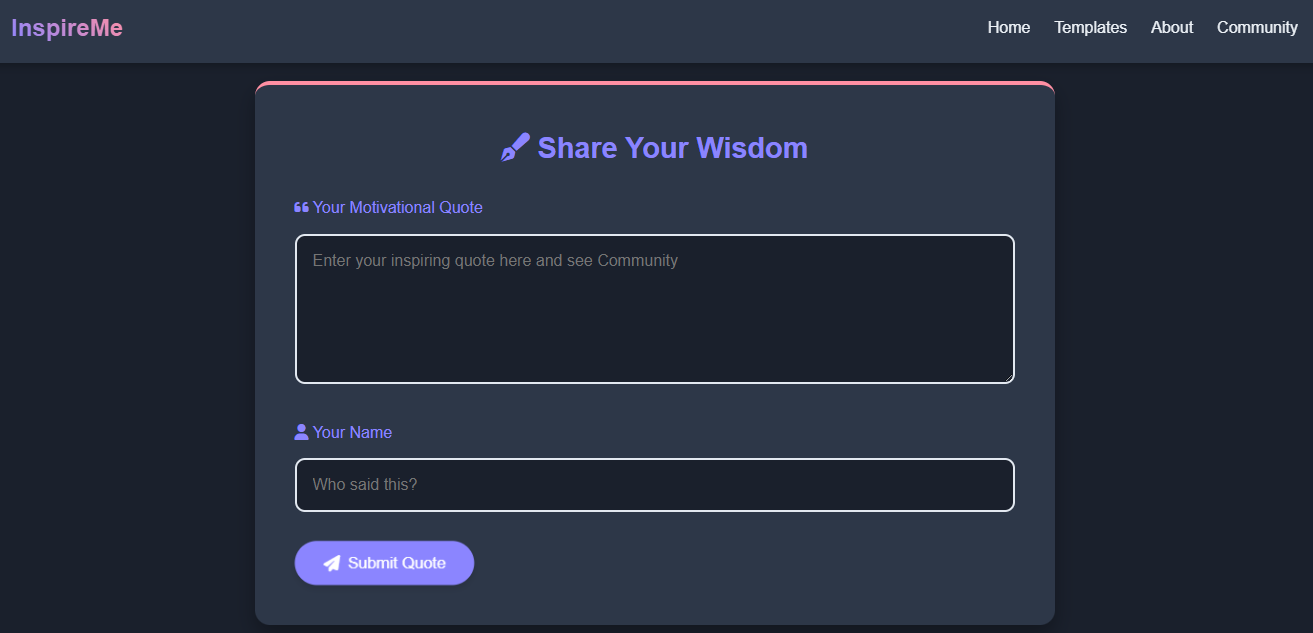 InspireMe
Home Templates About Community
Share Your Wisdom
Your Motivational Quote
Enter your inspiring quote here and see Community
Your Name
Who said this?
Submit Quote